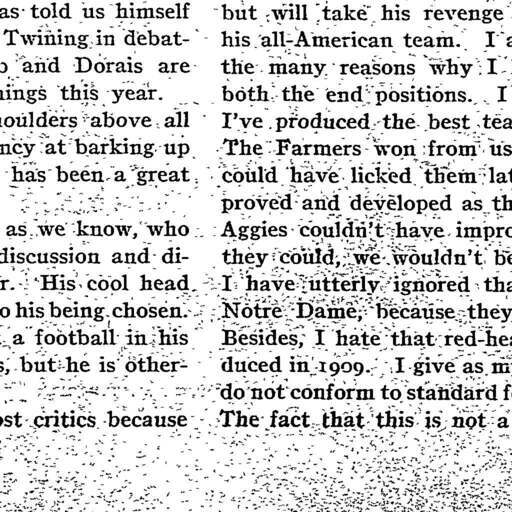 as told us himself
Twining in debat-
and Dorais are
ings this year.
oulders above all
ncy at barking up
has been a great
as we know, who
discussion and di-
r. His cool head
o his being chosen.
a football in his
s, but he is other-
ost critics because
but will take his revenge
his all-American team. I a
the many reasons why I
both the end positions. I
I've produced the best tea
The Farmers won from us
could have licked them lat
proved and developed as th
Aggies couldn't have impro
they could, we wouldn't be
I have utterly ignored tha
Notre Dame, because they
Besides, I hate that red-hea
duced in 1909. I give as m
do not conform to standard f
The fact that this is not a